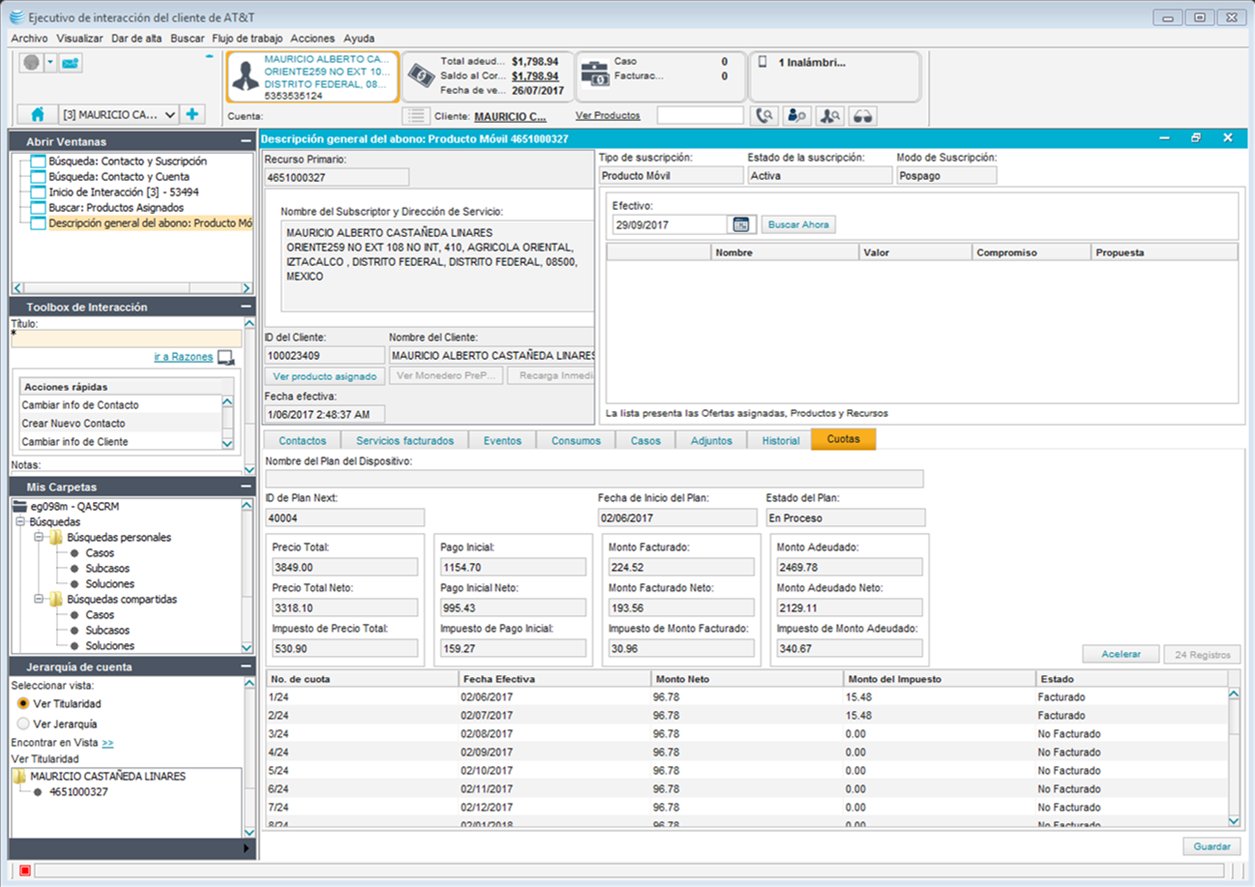 Ejecutivo de interacción del cliente de AT&T
Archivo Visualizar Dar de alta Buscar Flujo de trabajo Acciones Ayuda
MAURICIO ALBERTO CA...
ORIENTE259 NO EXT 10...
DISTRITO FEDERAL, 08...
5353535124
Total adeud... $1,798.94
Saldo al Cor... $1,798.94
Fecha de ve... 26/07/2017
Caso 0
Facturac... 0
1 Inalámbri...
[3] MAURICIO CA...
Cuenta:
Cliente: MAURICIO C...
Ver Productos
Abrir Ventanas
Búsqueda: Contacto y Suscripción
Búsqueda: Contacto y Cuenta
Inicio de Interacción [3] - 53494
Buscar: Productos Asignados
Descripción general del abono: Producto Mó
Toolbox de Interacción
Título:
*
ir a Razones
Acciones rápidas
Cambiar info de Contacto
Crear Nuevo Contacto
Cambiar info de Cliente
Notas:
Mis Carpetas
eg098m - QA5CRM
Búsquedas
Búsquedas personales
Casos
Subcasos
Soluciones
Búsquedas compartidas
Casos
Subcasos
Soluciones
Jerarquía de cuenta
Seleccionar vista:
Ver Titularidad
Ver Jerarquía
Encontrar en Vista >>
Ver Titularidad
MAURICIO CASTAÑEDA LINARES
4651000327
Descripción general del abono: Producto Móvil 4651000327
Recurso Primario:
4651000327
Nombre del Subscriptor y Dirección de Servicio:
MAURICIO ALBERTO CASTAÑEDA LINARES
ORIENTE259 NO EXT 108 NO INT, 410, AGRICOLA ORIENTAL,
IZTACALCO , DISTRITO FEDERAL, DISTRITO FEDERAL, 08500,
MEXICO
ID del Cliente: Nombre del Cliente:
100023409 MAURICIO ALBERTO CASTAÑEDA LINARES
Ver producto asignado Ver Monedero PreP... Recarga Inmedi
Fecha efectiva:
1/06/2017 2:48:37 AM
Tipo de suscripción: Estado de la suscripción: Modo de Suscripción:
Producto Móvil Activa Pospago
Efectivo:
29/09/2017 Buscar Ahora
Nombre Valor Compromiso Propuesta
La lista presenta las Ofertas asignadas, Productos y Recursos
Contactos Servicios facturados Eventos Consumos Casos Adjuntos Historial Cuotas
Nombre del Plan del Dispositivo:
ID de Plan Next: Fecha de Inicio del Plan: Estado del Plan:
40004 02/06/2017 En Proceso
Precio Total: Pago Inicial: Monto Facturado: Monto Adeudado:
3849.00 1154.70 224.52 2469.78
Precio Total Neto: Pago Inicial Neto: Monto Facturado Neto: Monto Adeudado Neto:
3318.10 995.43 193.56 2129.11
Impuesto de Precio Total: Impuesto de Pago Inicial: Impuesto de Monto Facturado: Impuesto de Monto Adeudado:
530.90 159.27 30.96 340.67
Acelerar 24 Registros
No. de cuota Fecha Efectiva Monto Neto Monto del Impuesto Estado
1/24 02/06/2017 96.78 15.48 Facturado
2/24 02/07/2017 96.78 15.48 Facturado
3/24 02/08/2017 96.78 0.00 No Facturado
4/24 02/09/2017 96.78 0.00 No Facturado
5/24 02/10/2017 96.78 0.00 No Facturado
6/24 02/11/2017 96.78 0.00 No Facturado
7/24 02/12/2017 96.78 0.00 No Facturado
8/24 02/01/2018 96.78 0.00 No Facturado
Guardar